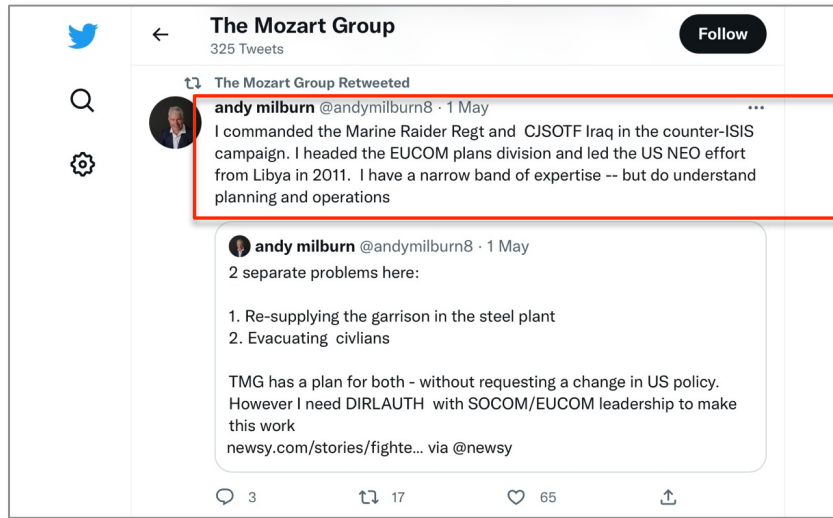 The Mozart Group
325 Tweets
Follow
The Mozart Group Retweeted
andy milburn @andymilburn8 · 1 May
I commanded the Marine Raider Regt and CJSOTF Iraq in the counter-ISIS
campaign. I headed the EUCOM plans division and led the US NEO effort
from Libya in 2011. I have a narrow band of expertise -- but do understand
planning and operations
andy milburn @andymilburn8 · 1 May
2 separate problems here:
1. Re-supplying the garrison in the steel plant
2. Evacuating civlians
TMG has a plan for both - without requesting a change in US policy.
However I need DIRLAUTH with SOCOM/EUCOM leadership to make
this work
newsy.com/stories/fighte... via @newsy
3 17 65